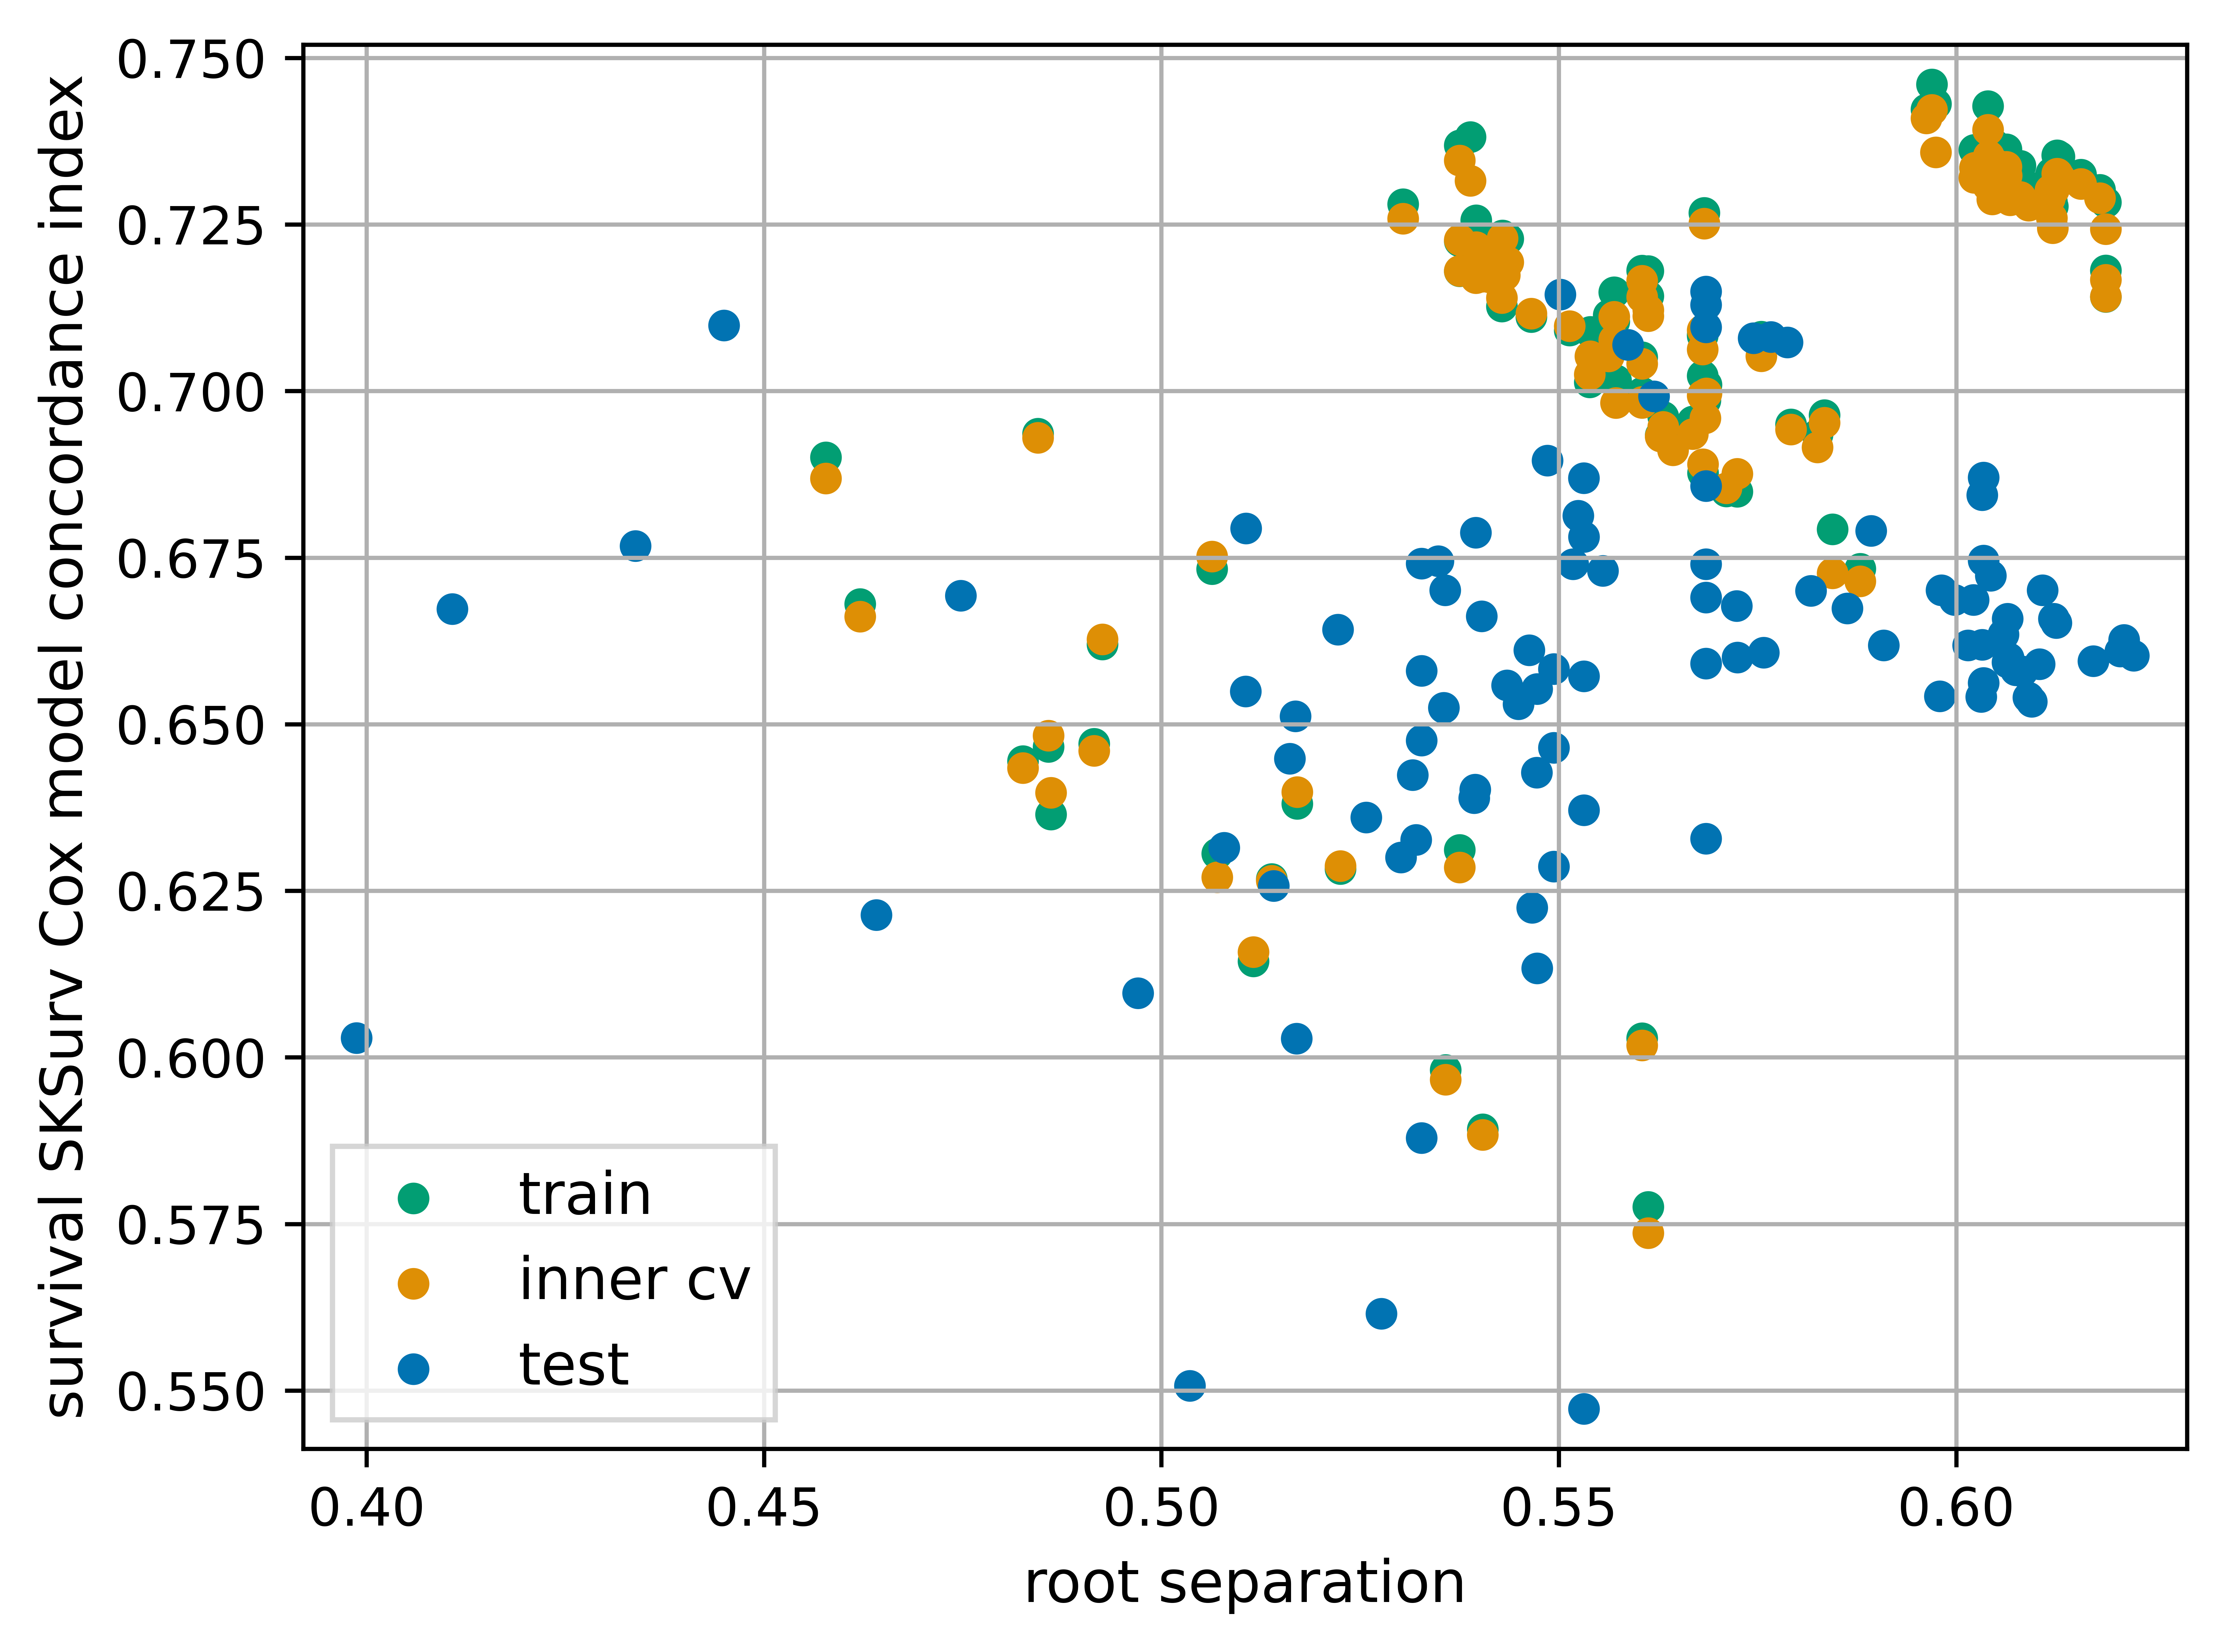 survival SKSurv Cox model concordance index
0.750
0.725
0.700
0.675
0.650
0.625
0.600
0.575
0.550
train
inner cv
test
0.40
0.45
0.50
0.55
0.60
root separation